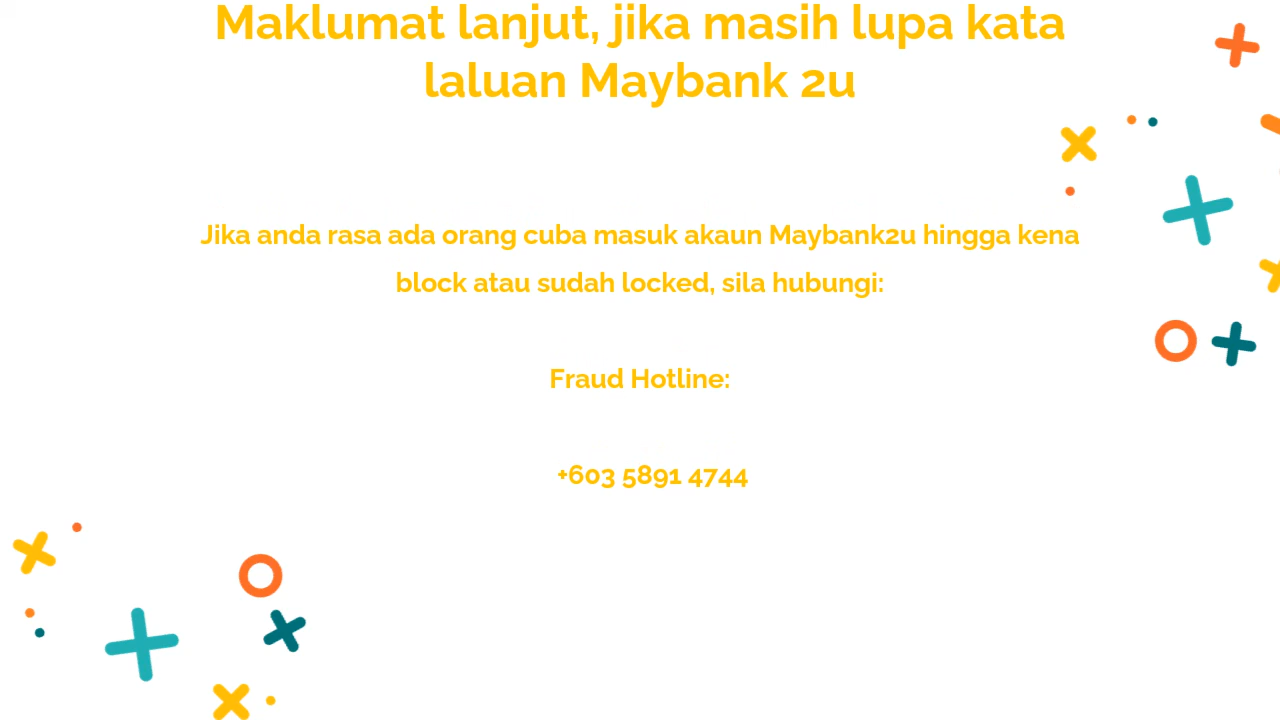 Maklumat lanjut, jika masih lupa kata
laluan Maybank 2u
Jika anda rasa ada orang cuba masuk akaun Maybank2u hingga kena
block atau sudah locked, sila hubungi:
Fraud Hotline:
+603 5891 4744